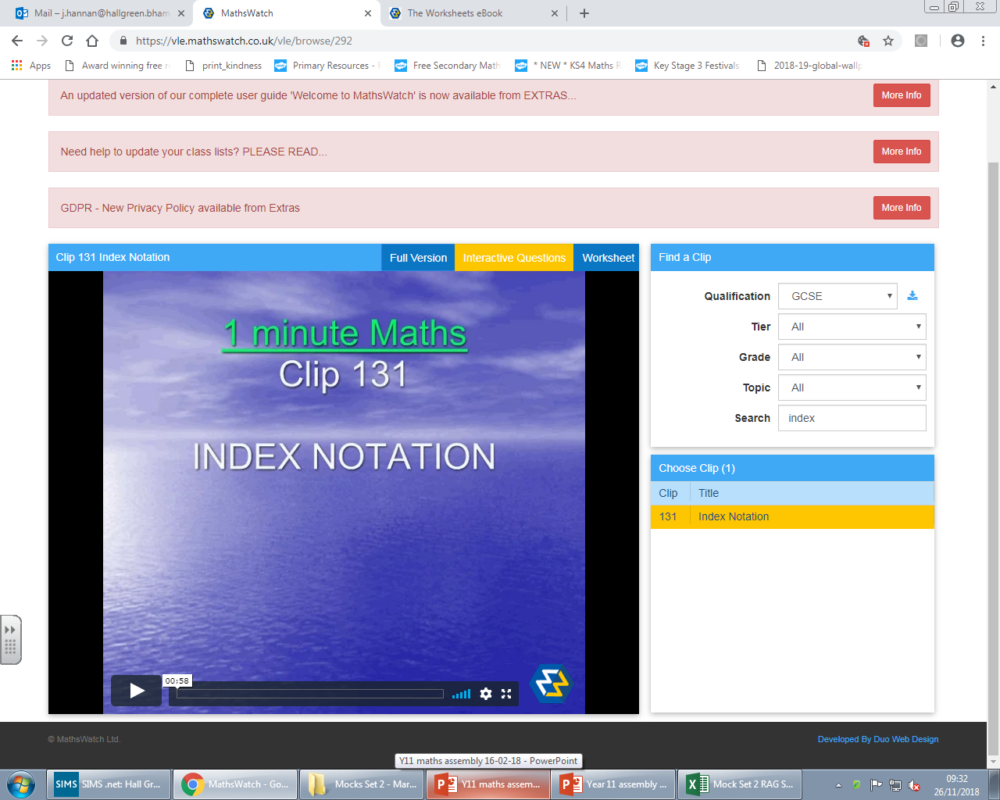 Mail – j.hannan@hallgreen.bham
MathsWatch
The Worksheets eBook
https://vle.mathswatch.co.uk/vle/browse/292
Apps
Award winning free r
print_kindness
Primary Resources - F
Free Secondary Math
* NEW * KS4 Maths R
Key Stage 3 Festivals
2018-19-global-wallp
An updated version of our complete user guide 'Welcome to MathsWatch' is now available from EXTRAS...
More Info
Need help to update your class lists? PLEASE READ...
More Info
GDPR - New Privacy Policy available from Extras
More Info
Clip 131 Index Notation
Full Version
Interactive Questions
Worksheet
1 minute Maths
Clip 131
INDEX NOTATION
00:58
Find a Clip
Qualification
GCSE
Tier
All
Grade
All
Topic
All
Search
index
Choose Clip (1)
Clip
Title
131
Index Notation
© MathsWatch Ltd.
Developed By Duo Web Design
Y11 maths assembly 16-02-18 - PowerPoint
SIMS
SIMS .net: Hall Gr...
MathsWatch - Go...
Mocks Set 2 - Mar...
Y11 maths assem...
Year 11 assembly ...
Mock Set 2 RAG S...
09:32
26/11/2018